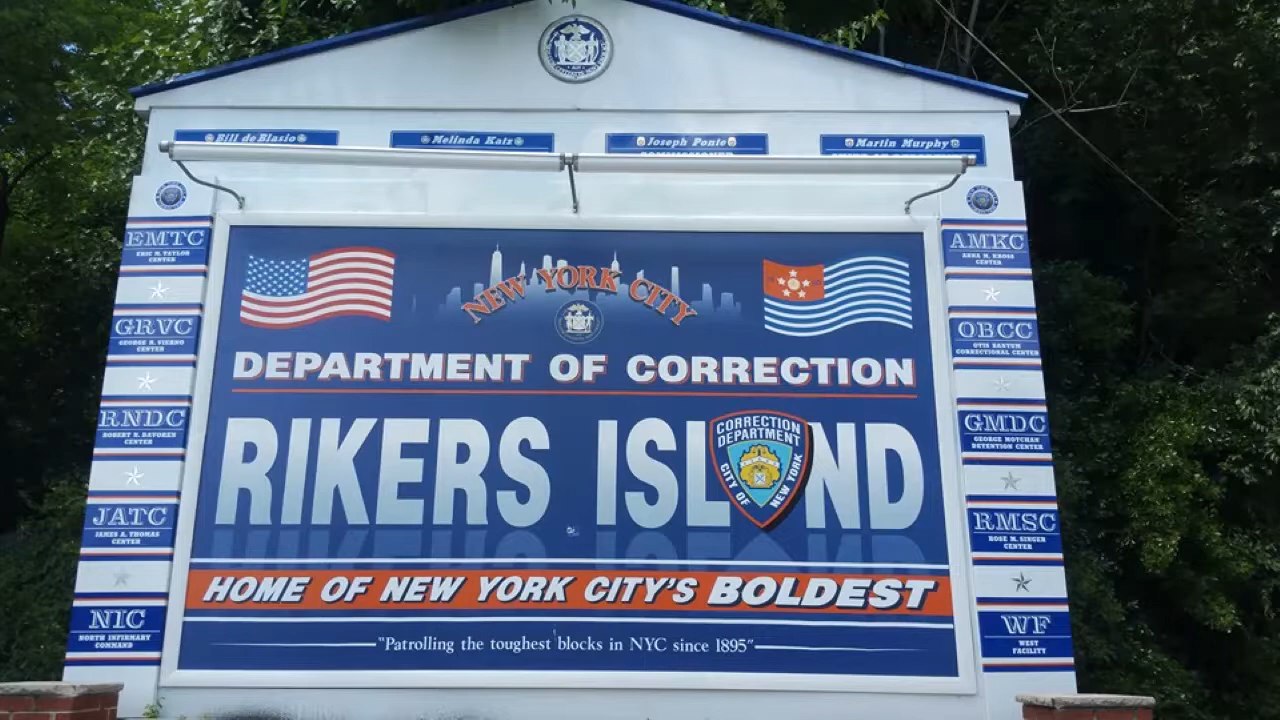 Bill deBlasio
Melinda Katz
Joseph Ponte
Martin Murphy
EMTC
ERIC M. TAYLOR
CENTER
GRVC
GEORGE R. VIERNO
CENTER
RNDC
ROBERT N. DAVOREN
CENTER
JATC
JAMES A. THOMAS
CENTER
NIC
NORTH INFIRMARY
COMMAND
NEW YORK CITY
DEPARTMENT OF CORRECTION
RIKERS ISL ND
CORRECTION
DEPARTMENT
CITY OF NEW YORK
HOME OF NEW YORK CITY'S BOLDEST
"Patrolling the toughest blocks in NYC since 1895"
AMKC
ANNA M. KROSS
CENTER
OBCC
OTIS BANTUM
CORRECTIONAL CENTER
GMDC
GEORGE MOTCHAN
DETENTION CENTER
RMSC
ROSE M. SINGER
CENTER
WF
WEST
FACILITY